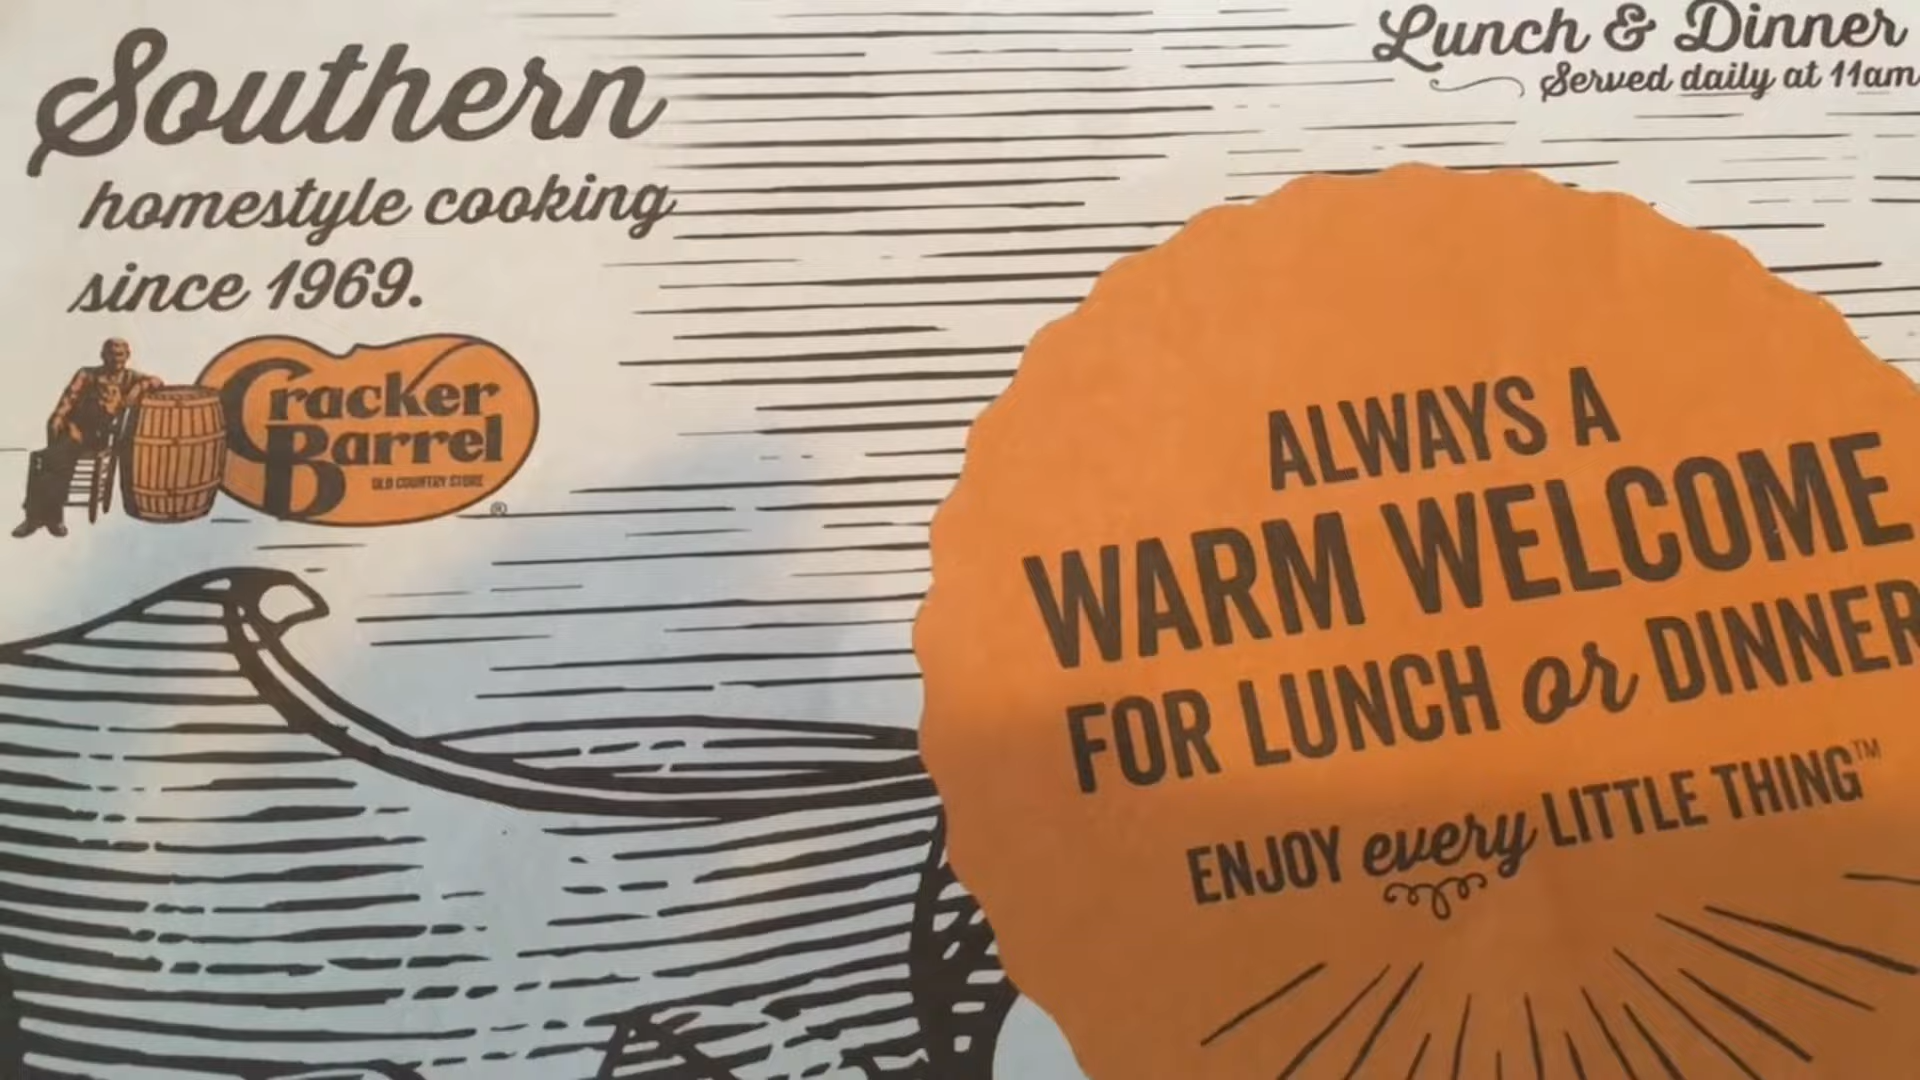 Southern
homestyle cooking
since 1969.
Cracker
Barrel
OLD COUNTRY STORE
®
Lunch & Dinner
Served daily at 11am
ALWAYS A
WARM WELCOME
FOR LUNCH or DINNER
ENJOY every LITTLE THING™